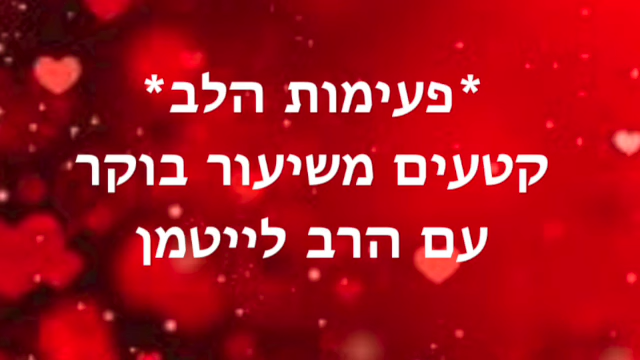 *פעימות הלב*
קטעים משיעור בוקר
עם הרב לייטמן